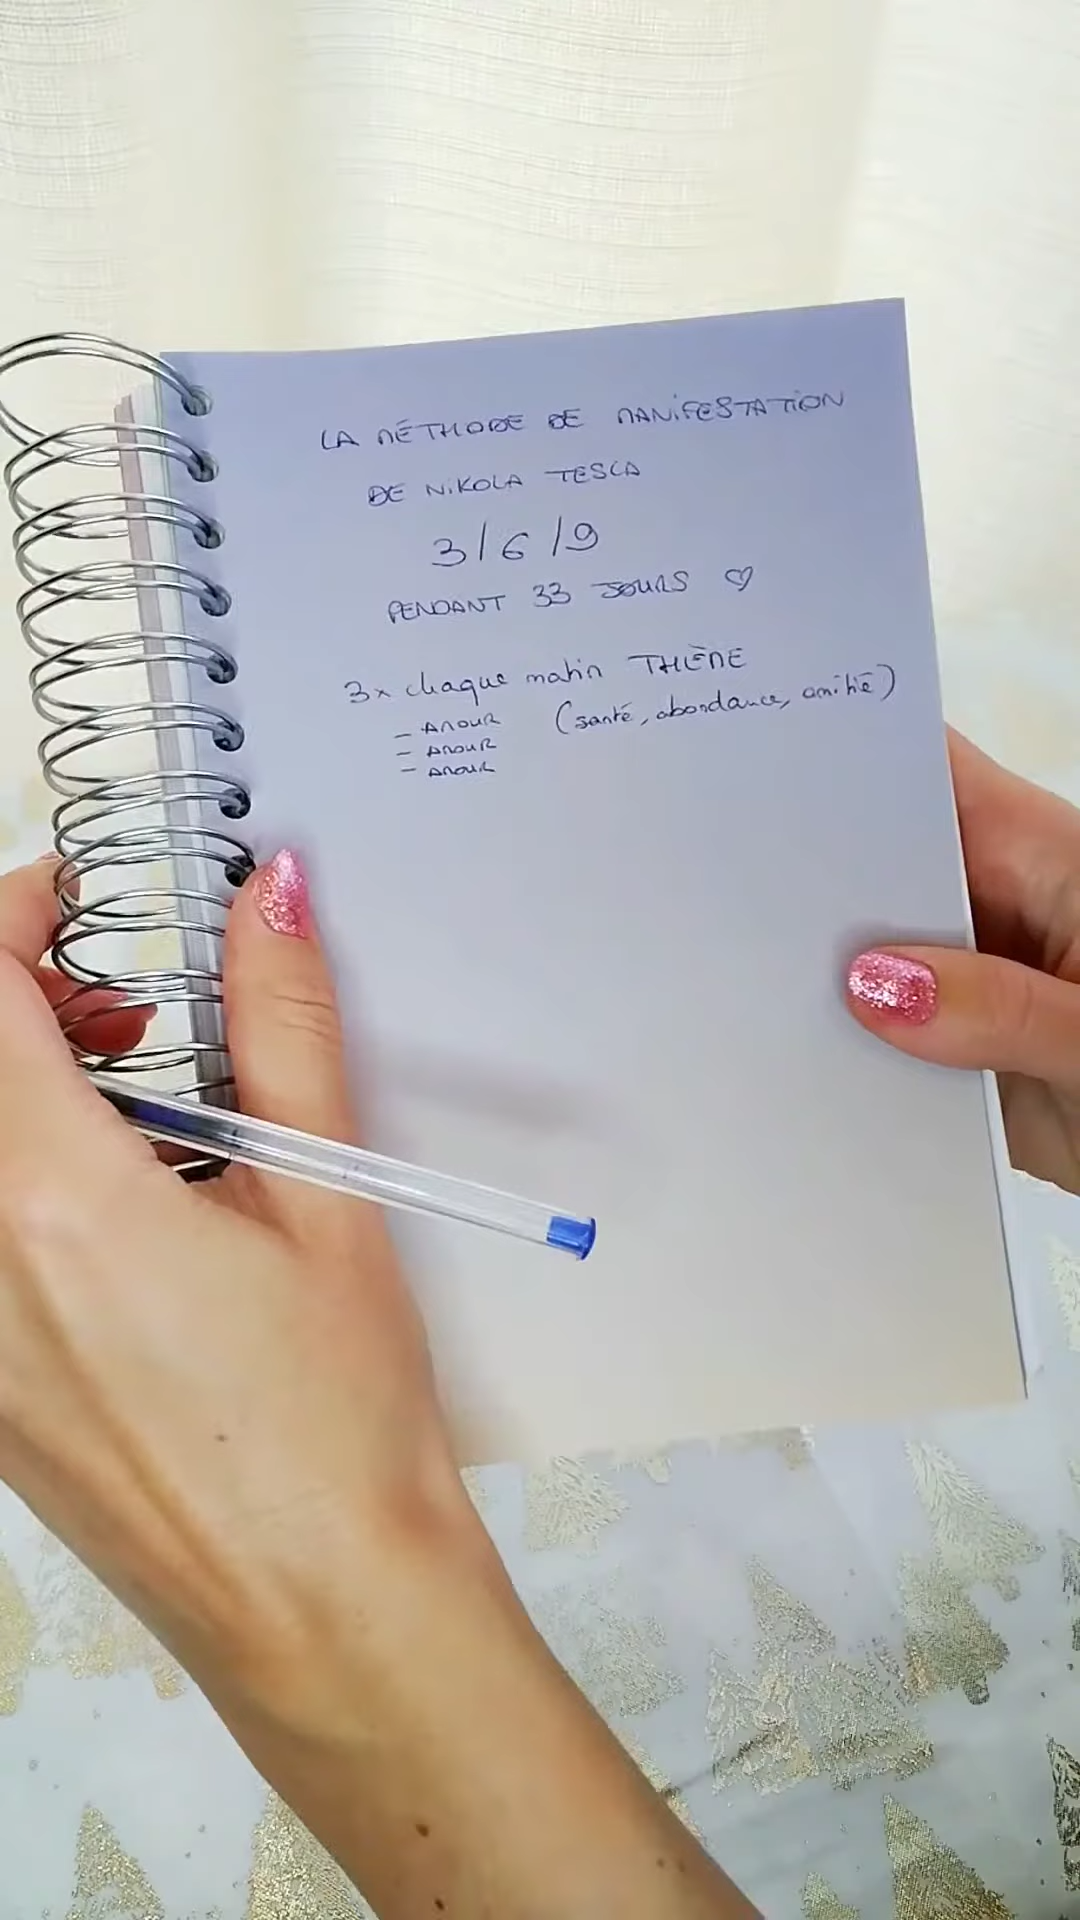 LA MÉTHODE DE MANIFESTATION
DE NIKOLA TESLA
3/6/9
PENDANT 33 JOURS ♡
3x chaque matin THÈME
(santé, abondance, amitié)
- AMOUR
- AMOUR
- AMOUR